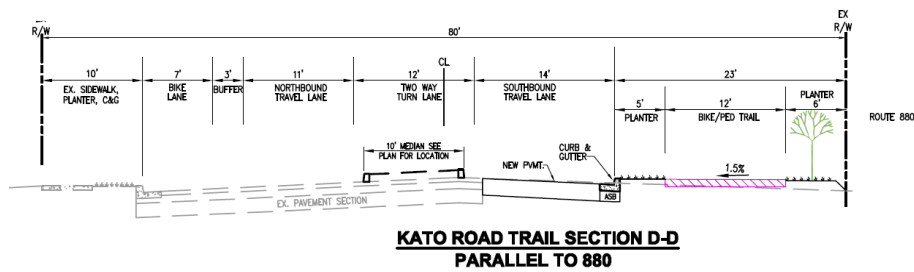 EX
R/W
EX
R/W
80'
10'
7'
3'
11'
12'
CL
14'
23'
EX. SIDEWALK,
PLANTER, C&G
BIKE
LANE
BUFFER
NORTHBOUND
TRAVEL LANE
TWO WAY
TURN LANE
SOUTHBOUND
TRAVEL LANE
5'
PLANTER
12'
BIKE/PED TRAIL
PLANTER
6'
ROUTE 880
10' MEDIAN SEE
PLAN FOR LOCATION
NEW PVMT.
CURB &
GUTTER
1.5%
ASB
EX. PAVEMENT SECTION
KATO ROAD TRAIL SECTION D-D
PARALLEL TO 880